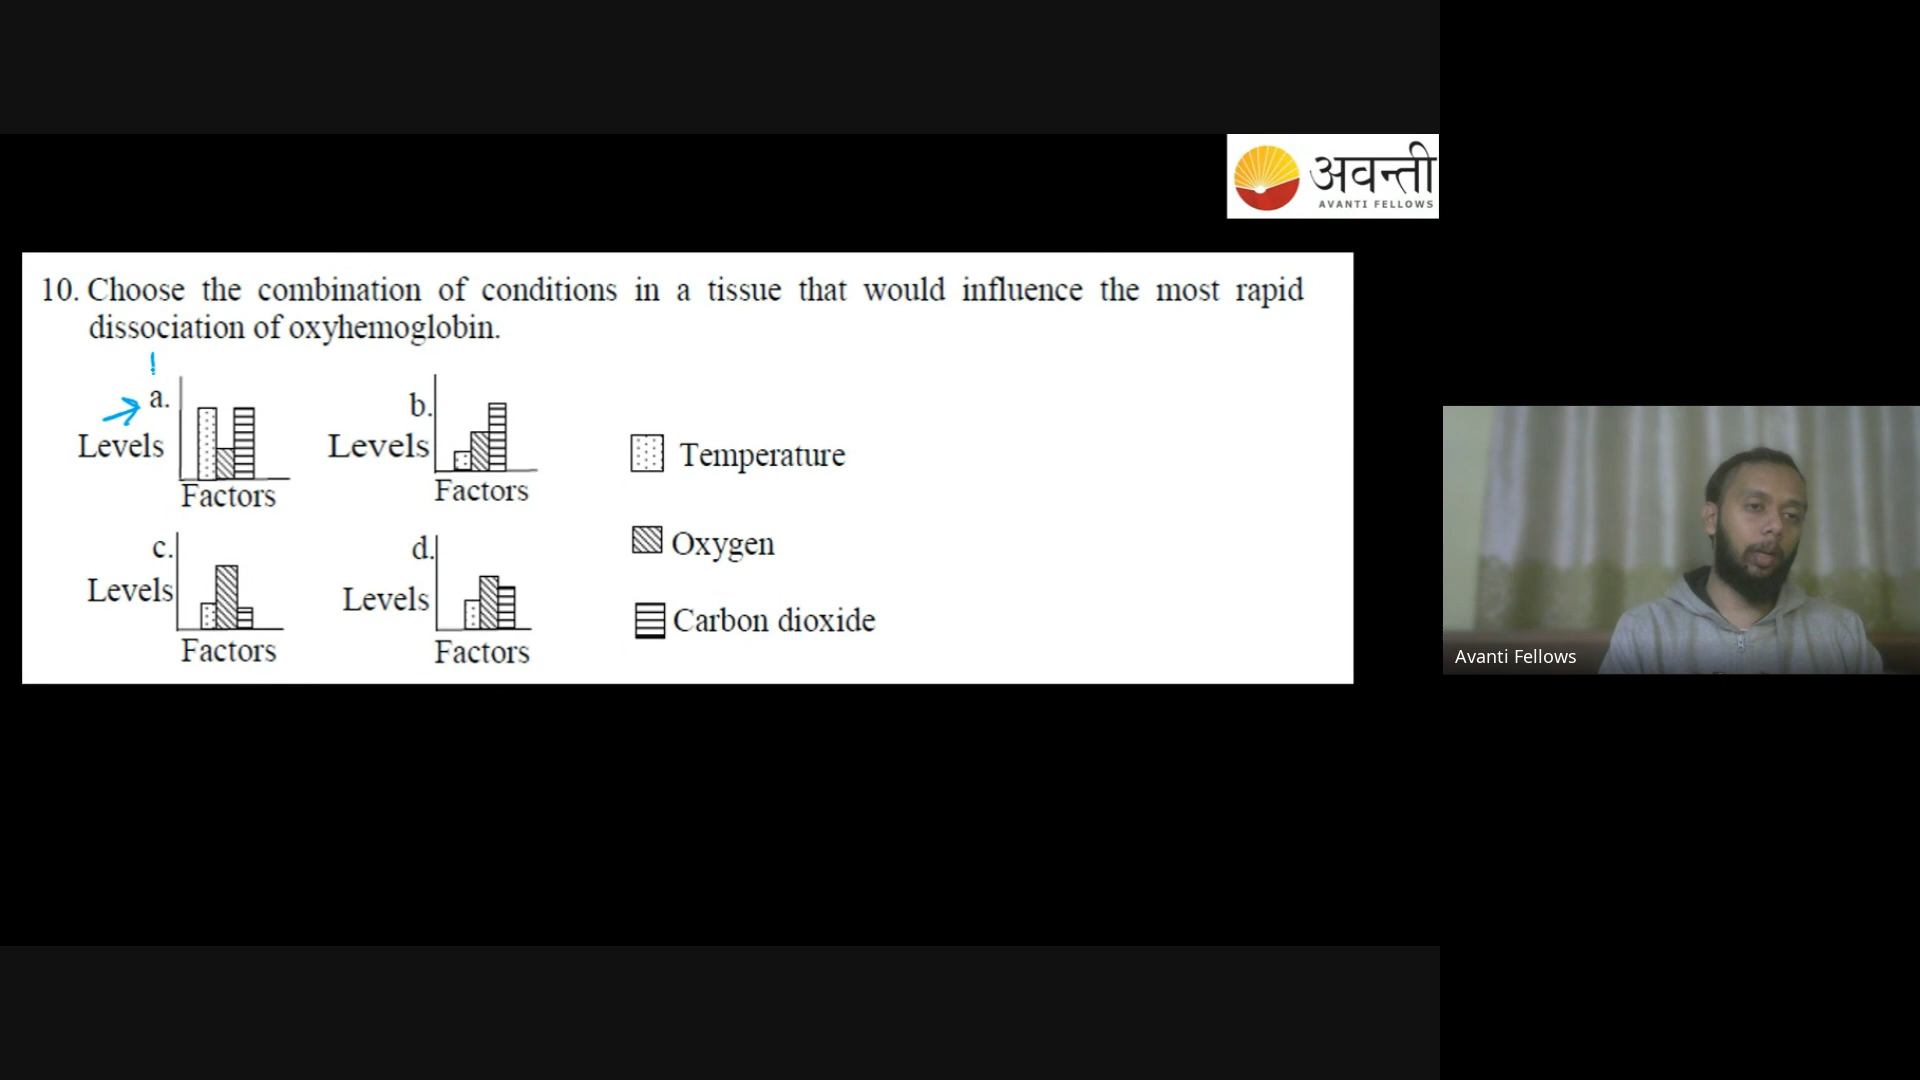 अवन्ती
AVANTI FELLOWS
10. Choose the combination of conditions in a tissue that would influence the most rapid
dissociation of oxyhemoglobin.
a.
Levels
Factors
b.
Levels
Factors
c.
Levels
Factors
d.
Levels
Factors
Temperature
Oxygen
Carbon dioxide
Avanti Fellows